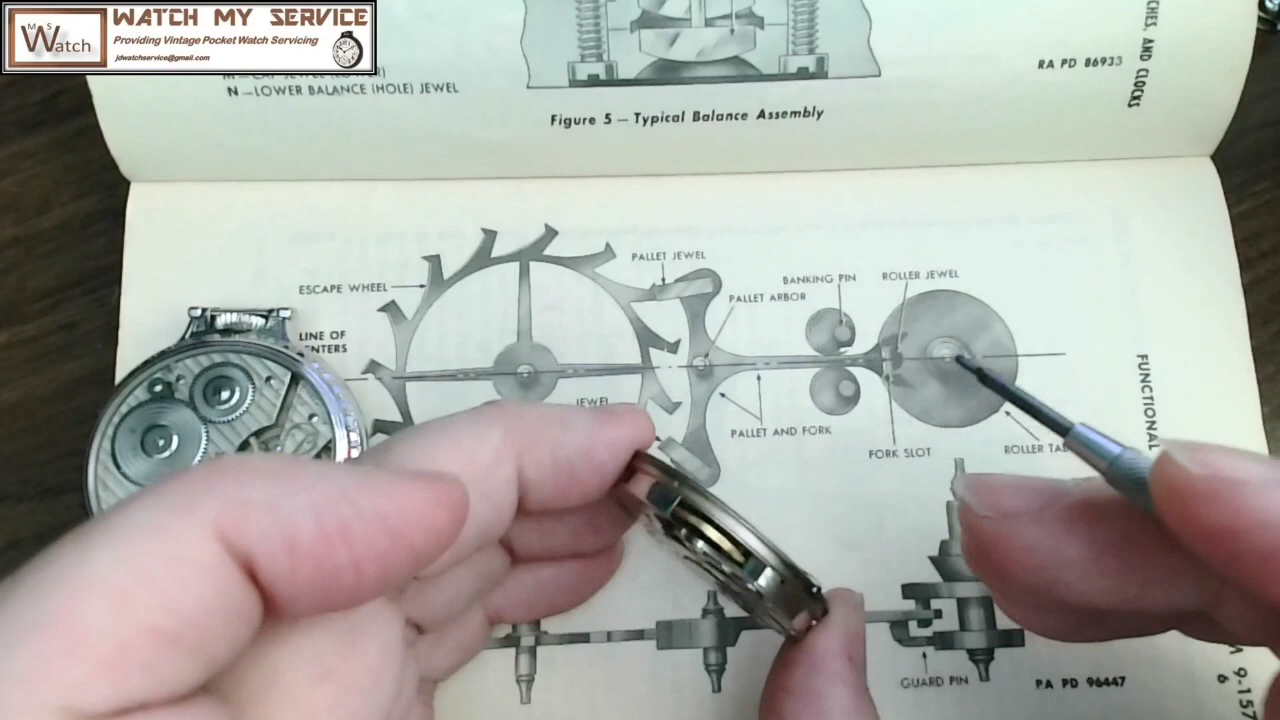 M S
Watch
WATCH MY SERVICE
Providing Vintage Pocket Watch Servicing
jdwatchservice@gmail.com
N—LOWER BALANCE (HOLE) JEWEL
RA PD 86933
CHES, AND CLOCKS
Figure 5 — Typical Balance Assembly
PALLET JEWEL
ESCAPE WHEEL
BANKING PIN
ROLLER JEWEL
PALLET ARBOR
LINE OF
NTERS
JEWEL
PALLET AND FORK
FORK SLOT
ROLLER TAB
FUNCTIONAL
GUARD PIN
RA PD 96447
9-157
6